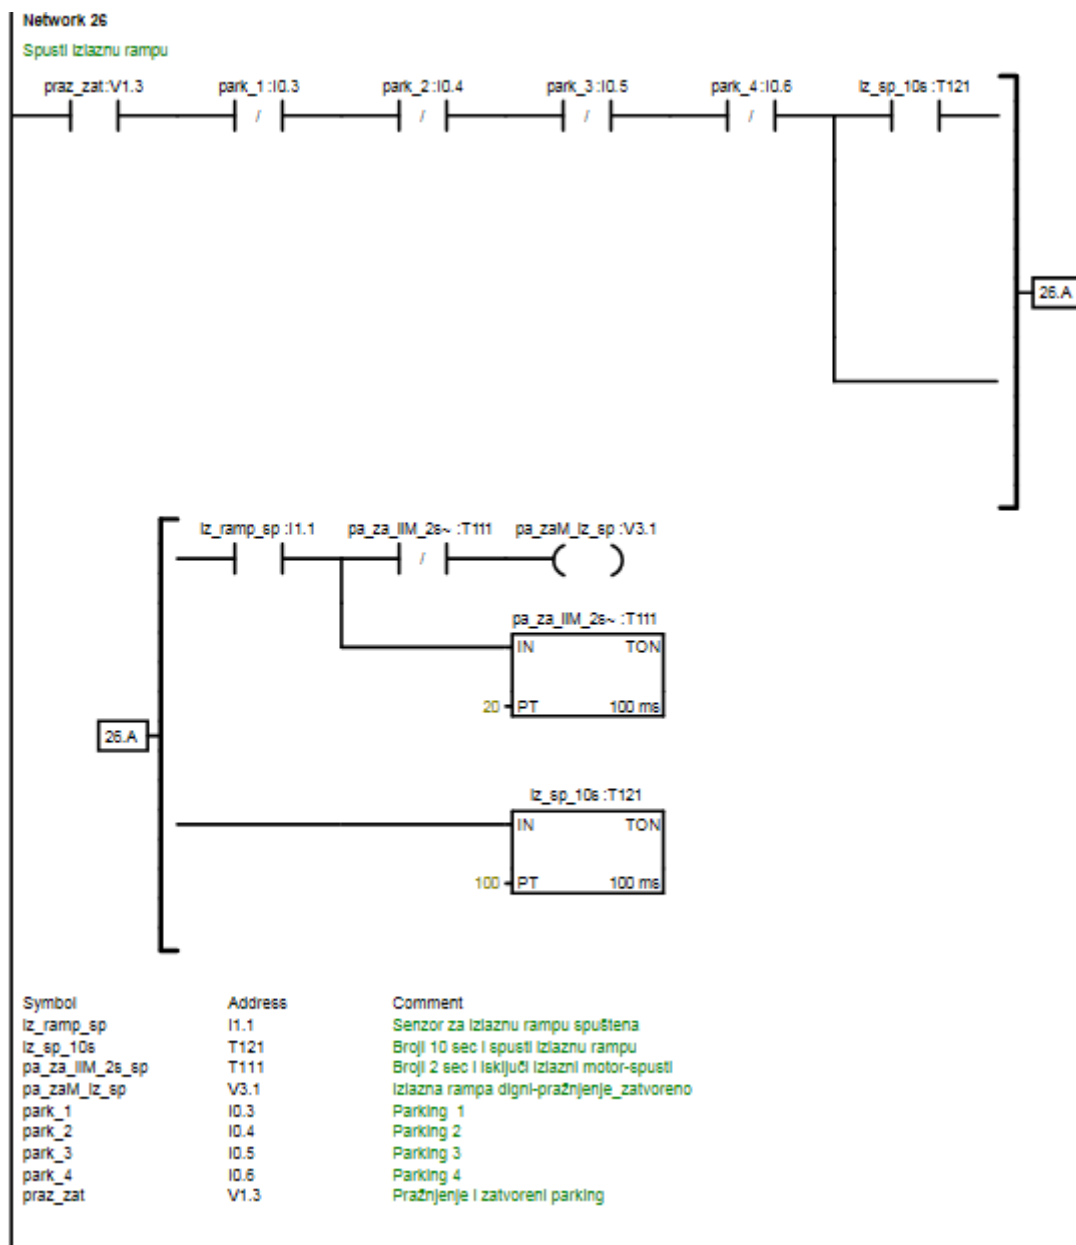 Network 26
Spusti izlaznu rampu
praz_zat:V1.3 park_1:I0.3 park_2:I0.4 park_3:I0.5 park_4:I0.6 iz_sp_10s:T121
/ / / /
26.A
iz_ramp_sp:I1.1 pa_za_IIM_2s~:T111 pa_zaM_iz_sp:V3.1
/
pa_za_IIM_2s~:T111
IN TON
20 PT 100 ms
26.A
iz_sp_10s:T121
IN TON
100 PT 100 ms
Symbol Address Comment
iz_ramp_sp I1.1 Senzor za izlaznu rampu spuštena
iz_sp_10s T121 Broji 10 sec i spusti izlaznu rampu
pa_za_IIM_2s_sp T111 Broji 2 sec i isključi izlazni motor-spusti
pa_zaM_iz_sp V3.1 Izlazna rampa digni-pražnjenje_zatvoreno
park_1 I0.3 Parking 1
park_2 I0.4 Parking 2
park_3 I0.5 Parking 3
park_4 I0.6 Parking 4
praz_zat V1.3 Pražnjenje i zatvoreni parking